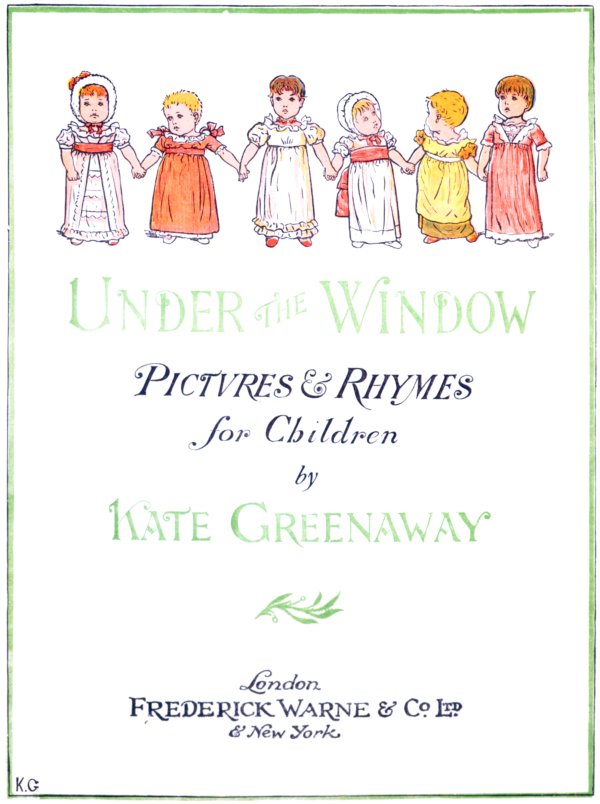 UNDER THE WINDOW
PICTVRES & RHYMES
for Children
by
KATE GREENAWAY
London
FREDERICK WARNE & Co LTD
& New York
K.G